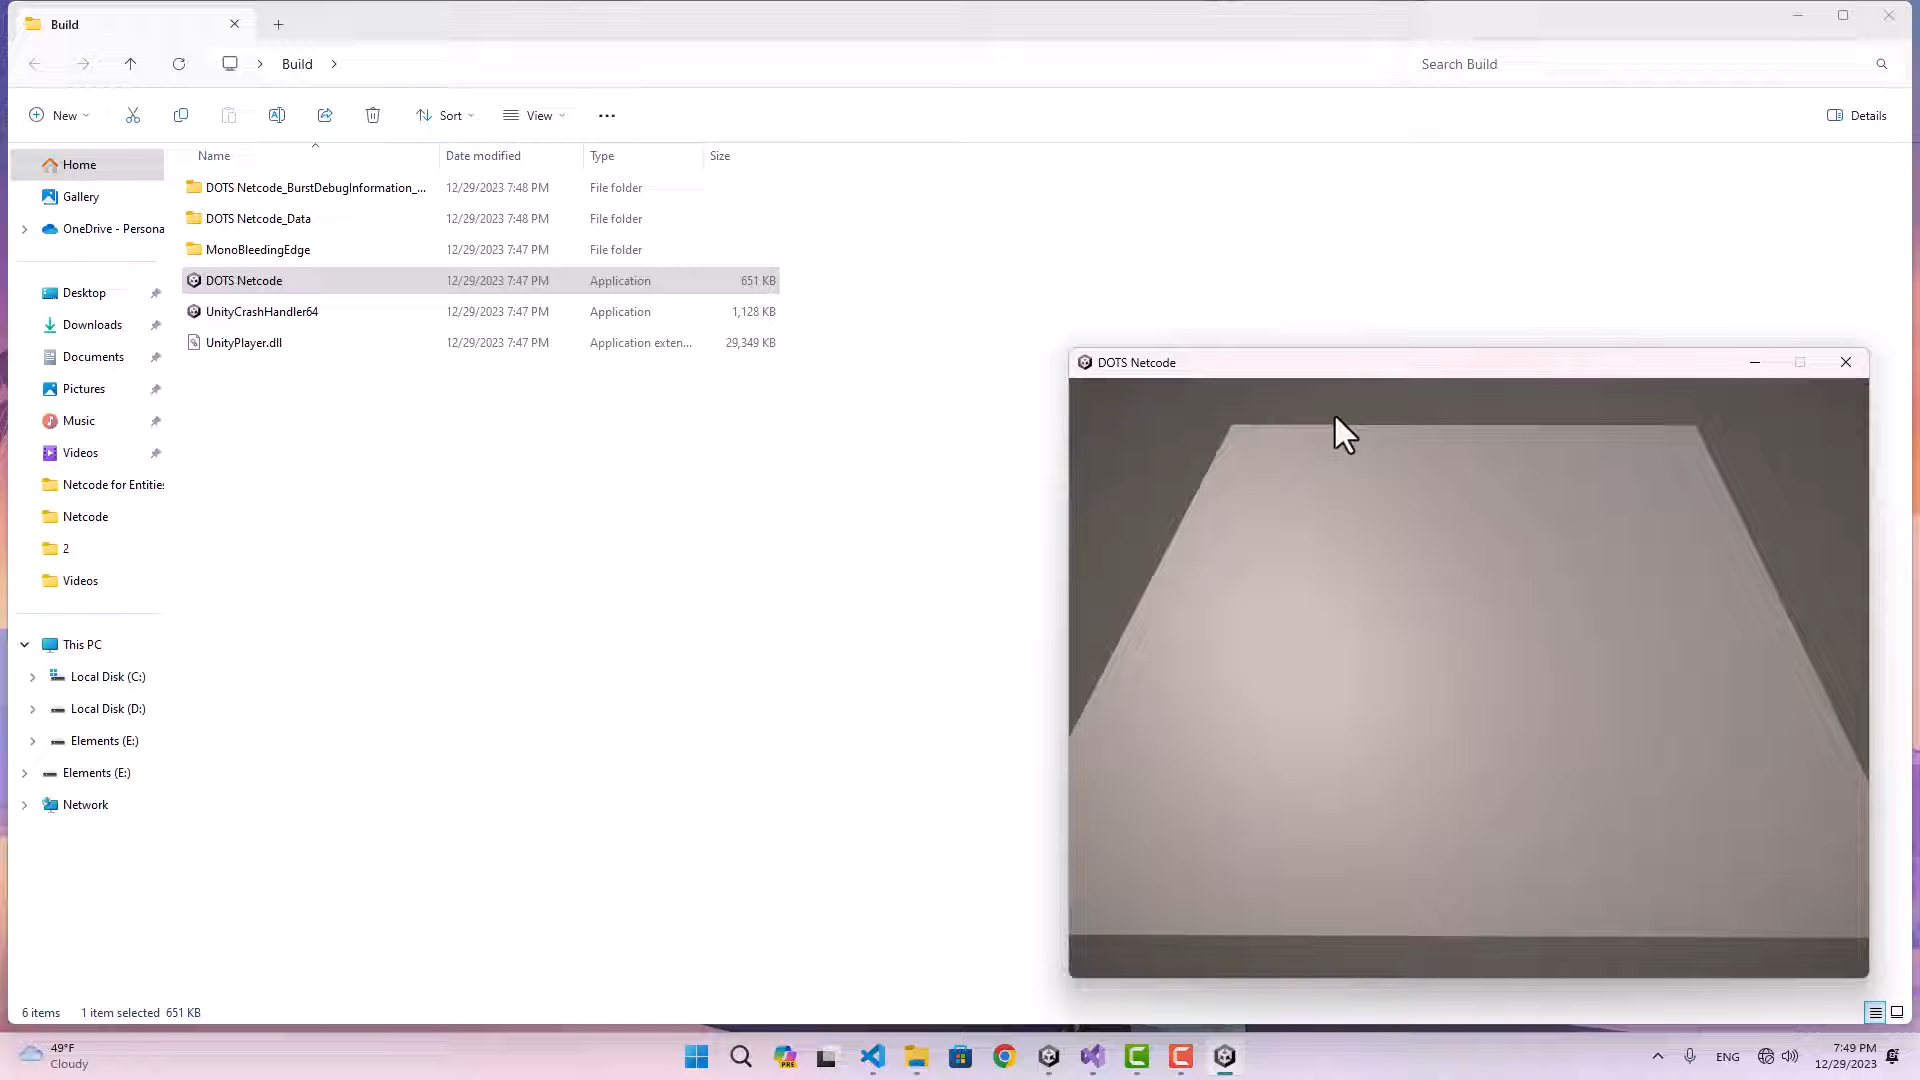 Build
Build
Search Build
New
Sort
View
Details
Name
Date modified
Type
Size
DOTS Netcode_BurstDebugInformation_...
12/29/2023 7:48 PM
File folder
DOTS Netcode_Data
12/29/2023 7:48 PM
File folder
MonoBleedingEdge
12/29/2023 7:47 PM
File folder
DOTS Netcode
12/29/2023 7:47 PM
Application
651 KB
UnityCrashHandler64
12/29/2023 7:47 PM
Application
1,128 KB
UnityPlayer.dll
12/29/2023 7:47 PM
Application exten...
29,349 KB
Home
Gallery
OneDrive - Persona
Desktop
Downloads
Documents
Pictures
Music
Videos
Netcode for Entities
Netcode
2
Videos
This PC
Local Disk (C:)
Local Disk (D:)
Elements (E:)
Elements (E:)
Network
DOTS Netcode
6 items
1 item selected 651 KB
49°F
Cloudy
PRE
ENG
7:49 PM
12/29/2023